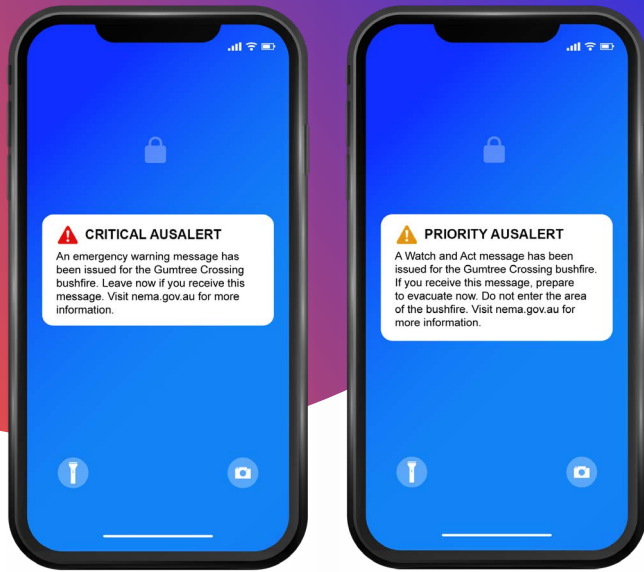 CRITICAL AUSALERT
An emergency warning message has
been issued for the Gumtree Crossing
bushfire. Leave now if you receive this
message. Visit nema.gov.au for more
information.
PRIORITY AUSALERT
A Watch and Act message has been
issued for the Gumtree Crossing bushfire.
If you receive this message, prepare
to evacuate now. Do not enter the area
of the bushfire. Visit nema.gov.au for
more information.